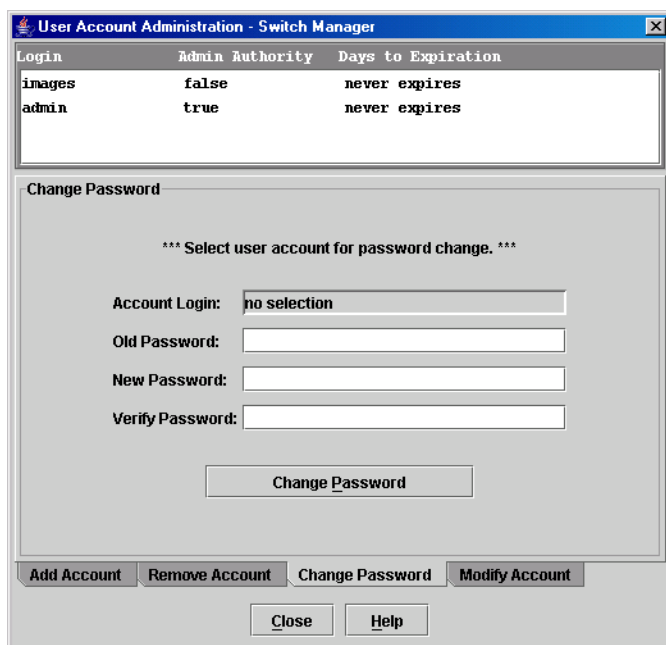 User Account Administration - Switch Manager
Login Admin Authority Days to Expiration
images false never expires
admin true never expires
Change Password
*** Select user account for password change. ***
Account Login: no selection
Old Password:
New Password:
Verify Password:
Change Password
Add Account Remove Account Change Password Modify Account
Close Help